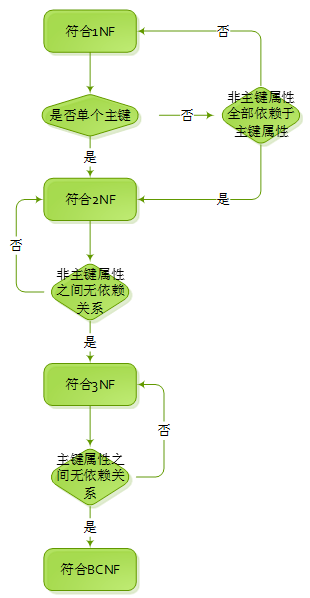 符合1NF
否
是否单个主键
否
非主键属性
全部依赖于
主键属性
是
符合2NF
是
否
非主键属性
之间无依赖
关系
是
符合3NF
否
主键属性之
间无依赖关
系
是
符合BCNF